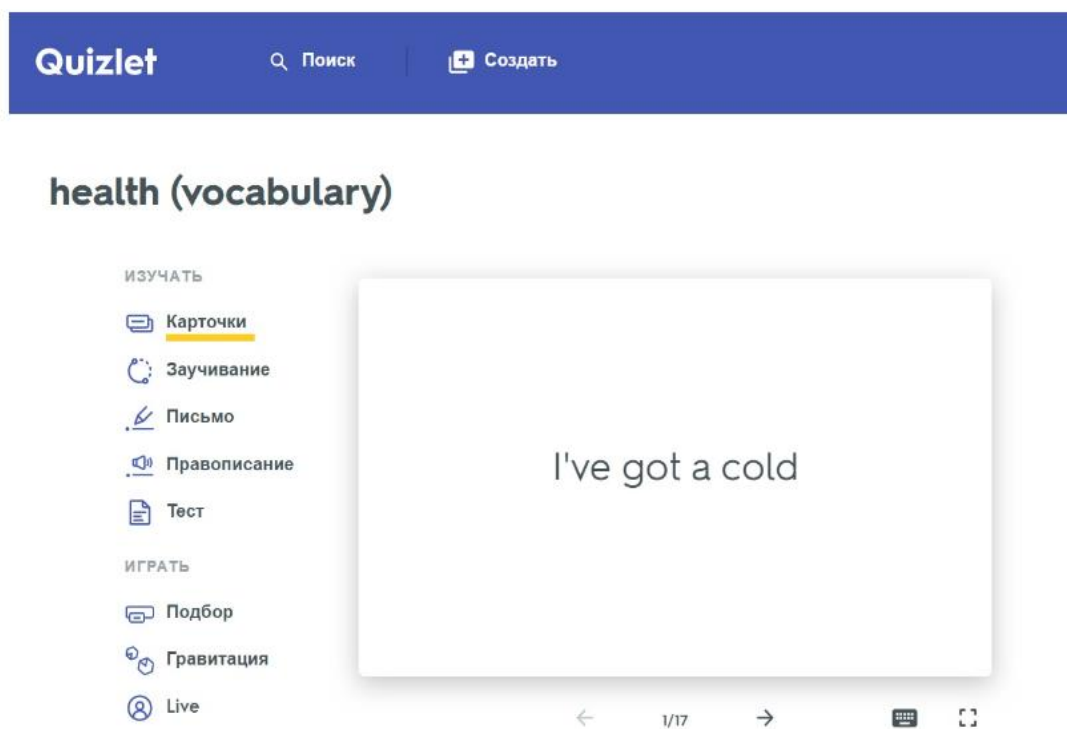 Quizlet
Поиск
Создать
health (vocabulary)
ИЗУЧАТЬ
Карточки
Заучивание
Письмо
Правописание
Тест
ИГРАТЬ
Подбор
Гравитация
Live
I've got a cold
1/17